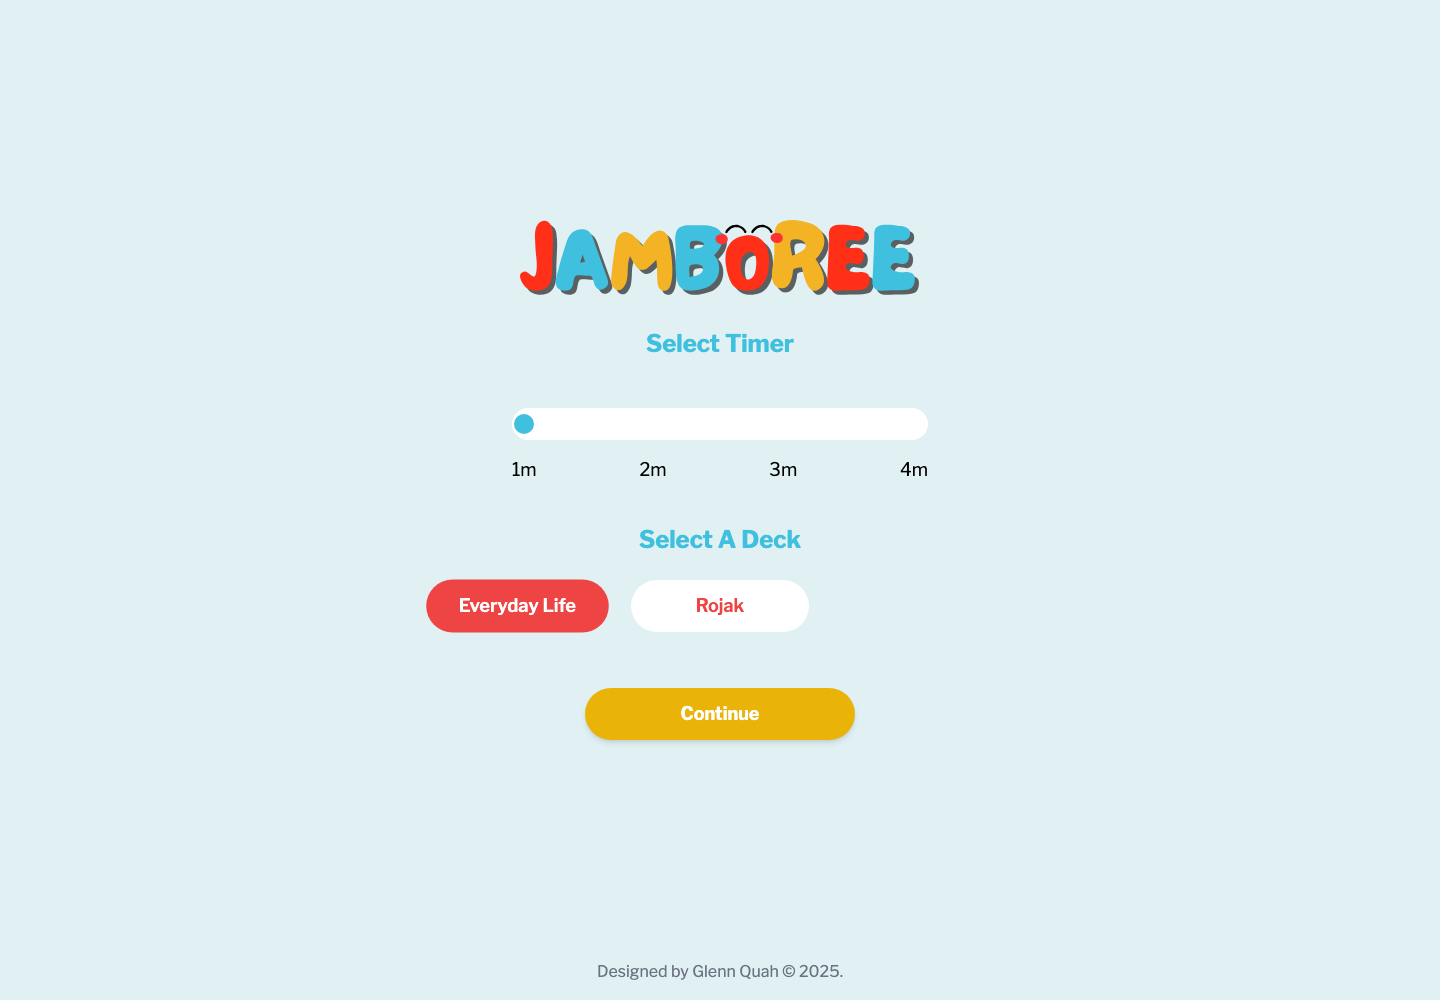 JAMBOREE
Select Timer
1m 2m 3m 4m
Select A Deck
Everyday Life Rojak
Continue
Designed by Glenn Quah © 2025.